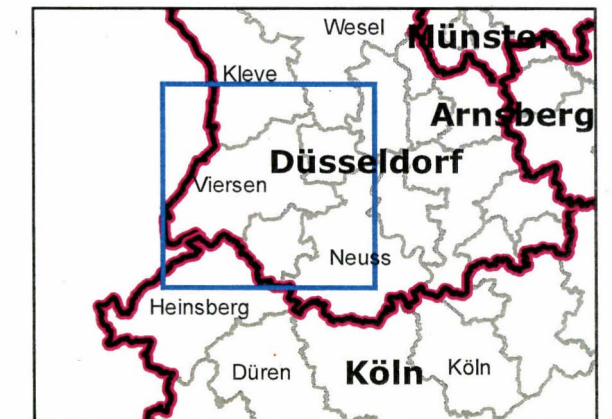 Wesel
Münster
Kleve
Arnsberg
Düsseldorf
Viersen
Neuss
Heinsberg
Düren
Köln
Köln